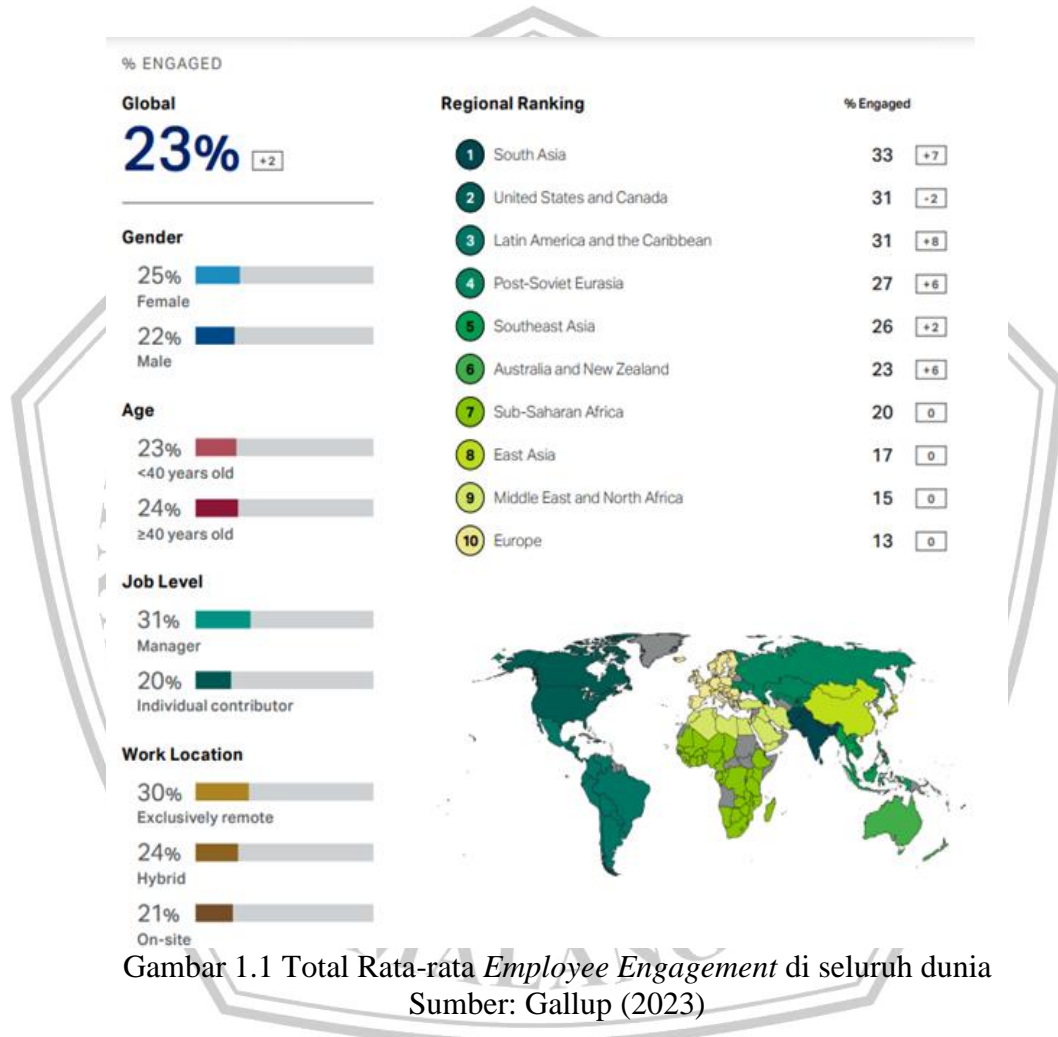 % ENGAGED
Global
23% +2
Gender
25%
Female
22%
Male
Age
23%
<40 years old
24%
≥40 years old
Job Level
31%
Manager
20%
Individual contributor
Work Location
30%
Exclusively remote
24%
Hybrid
21%
On-site
Regional Ranking % Engaged
1 South Asia 33 +7
2 United States and Canada 31 -2
3 Latin America and the Caribbean 31 +8
4 Post-Soviet Eurasia 27 +6
5 Southeast Asia 26 +2
6 Australia and New Zealand 23 +6
7 Sub-Saharan Africa 20 0
8 East Asia 17 0
9 Middle East and North Africa 15 0
10 Europe 13 0
Gambar 1.1 Total Rata-rata Employee Engagement di seluruh dunia
Sumber: Gallup (2023)